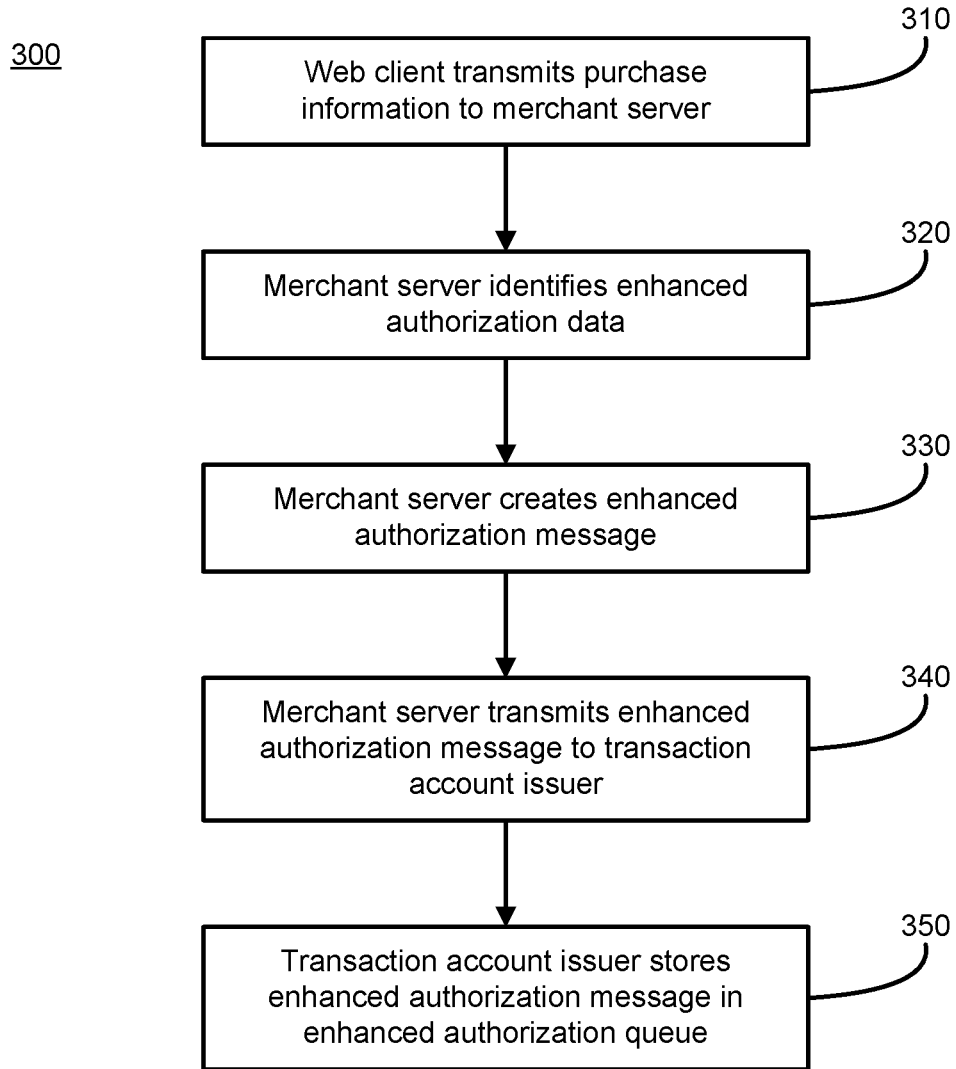 300
310
Web client transmits purchase
information to merchant server
320
Merchant server identifies enhanced
authorization data
330
Merchant server creates enhanced
authorization message
340
Merchant server transmits enhanced
authorization message to transaction
account issuer
350
Transaction account issuer stores
enhanced authorization message in
enhanced authorization queue